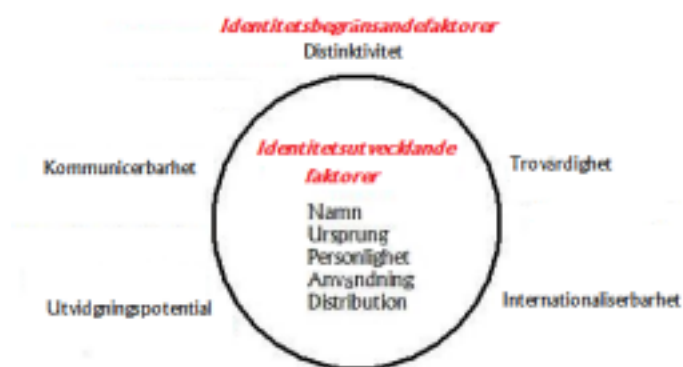 Identitetsbegränsandefaktorer
Distinktivitet
Identitetsutvecklande
faktorer
Kommunicerbarhet
Trovärdighet
Namn
Ursprung
Personlighet
Användning
Distribution
Utvidgningspotential
Internationaliserbarhet